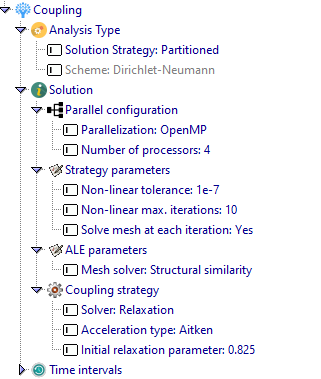 Coupling
Analysis Type
Solution Strategy: Partitioned
Scheme: Dirichlet-Neumann
Solution
Parallel configuration
Parallelization: OpenMP
Number of processors: 4
Strategy parameters
Non-linear tolerance: 1e-7
Non-linear max. iterations: 10
Solve mesh at each iteration: Yes
ALE parameters
Mesh solver: Structural similarity
Coupling strategy
Solver: Relaxation
Acceleration type: Aitken
Initial relaxation parameter: 0.825
Time intervals